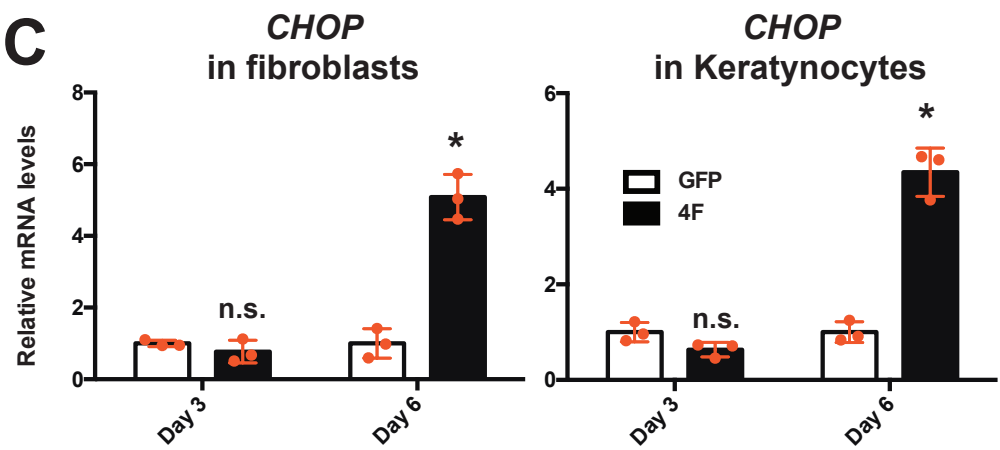 C
CHOP
in fibroblasts
Relative mRNA levels
8
6
4
2
0
n.s.
*
Day 3
Day 6
CHOP
in Keratynocytes
6
4
2
0
GFP
4F
n.s.
*
Day 3
Day 6